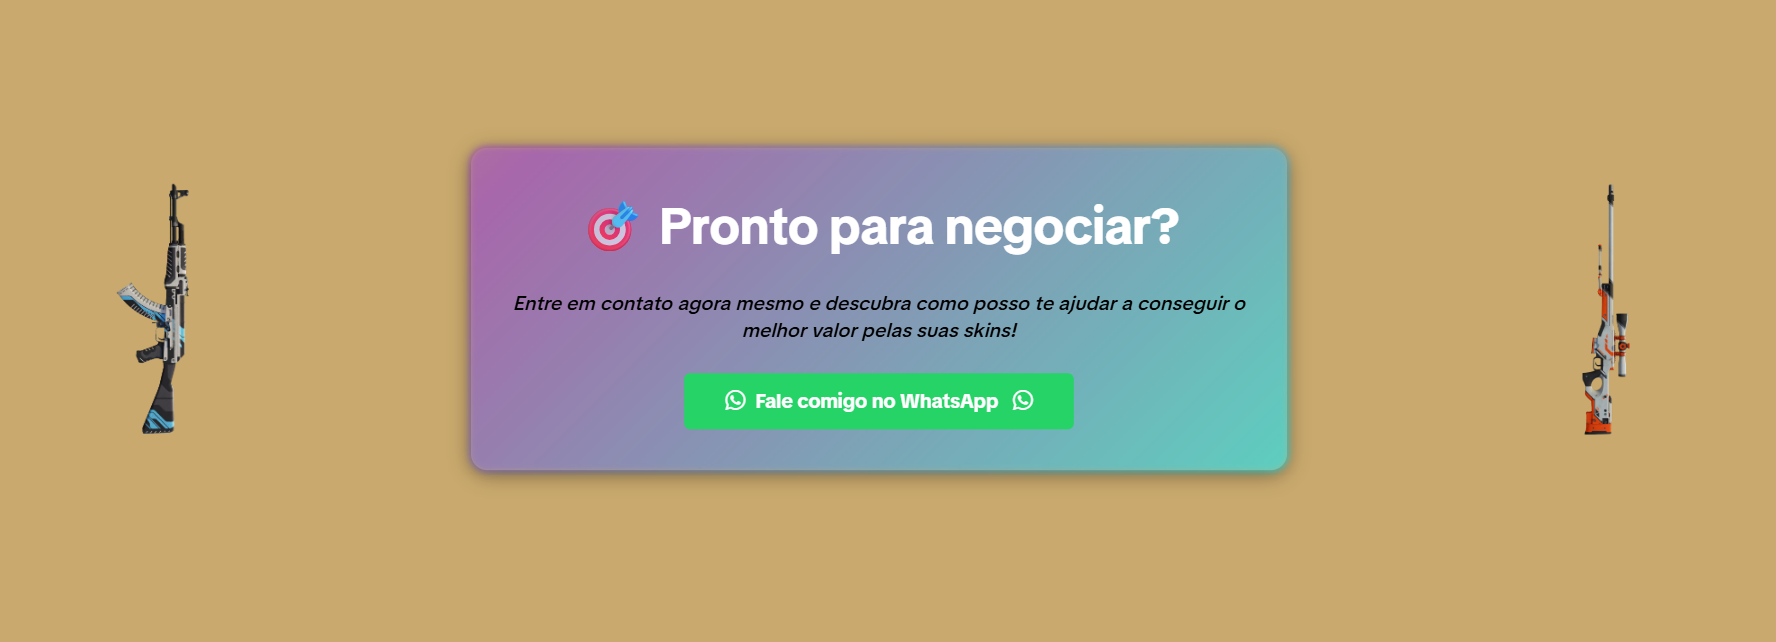 Pronto para negociar?
Entre em contato agora mesmo e descubra como posso te ajudar a conseguir o
melhor valor pelas suas skins!
Fale comigo no WhatsApp